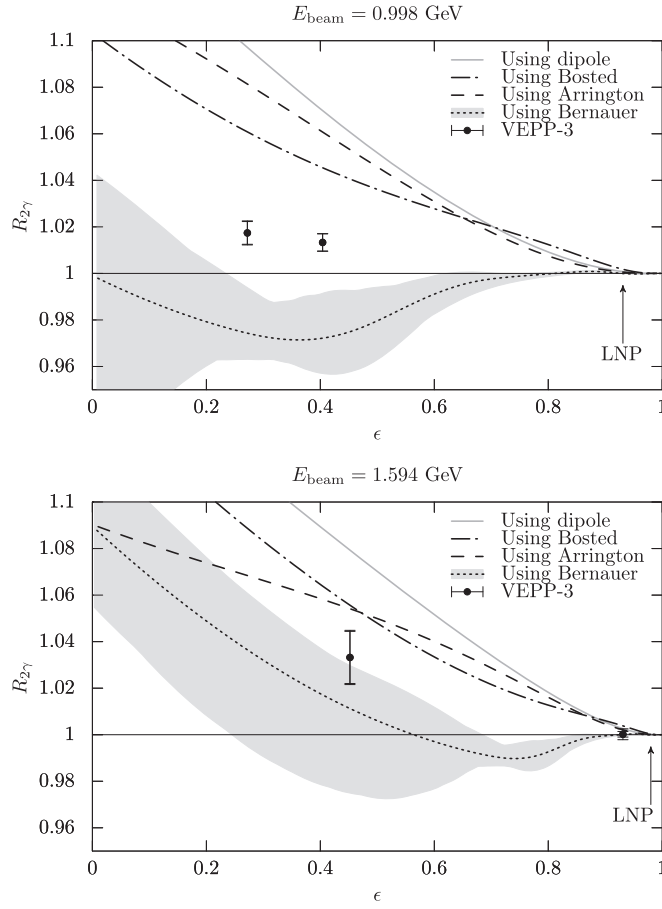 E_beam = 0.998 GeV
1.1
1.08
1.06
1.04
1.02
1
0.98
0.96
R_2γ
Using dipole
Using Bosted
Using Arrington
Using Bernauer
VEPP-3
LNP
0 0.2 0.4 0.6 0.8 1
ϵ
E_beam = 1.594 GeV
1.1
1.08
1.06
1.04
1.02
1
0.98
0.96
R_2γ
Using dipole
Using Bosted
Using Arrington
Using Bernauer
VEPP-3
LNP
0 0.2 0.4 0.6 0.8 1
ϵ